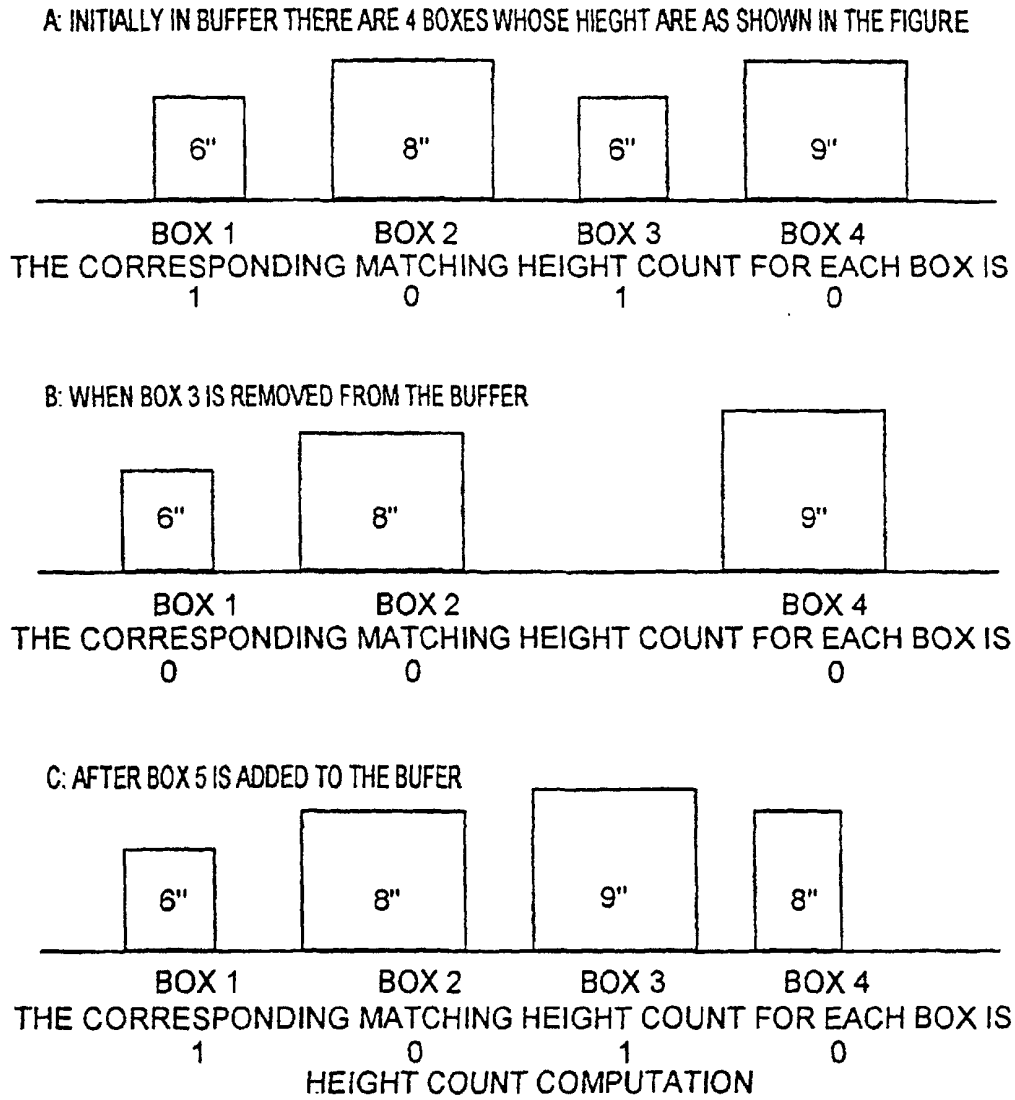 A: INITIALLY IN BUFFER THERE ARE 4 BOXES WHOSE HIEGHT ARE AS SHOWN IN THE FIGURE
6" 8" 6" 9"
BOX 1 BOX 2 BOX 3 BOX 4
THE CORRESPONDING MATCHING HEIGHT COUNT FOR EACH BOX IS
1 0 1 0
B: WHEN BOX 3 IS REMOVED FROM THE BUFFER
6" 8" 9"
BOX 1 BOX 2 BOX 4
THE CORRESPONDING MATCHING HEIGHT COUNT FOR EACH BOX IS
0 0 0
C: AFTER BOX 5 IS ADDED TO THE BUFER
6" 8" 9" 8"
BOX 1 BOX 2 BOX 3 BOX 4
THE CORRESPONDING MATCHING HEIGHT COUNT FOR EACH BOX IS
1 0 1 0
HEIGHT COUNT COMPUTATION